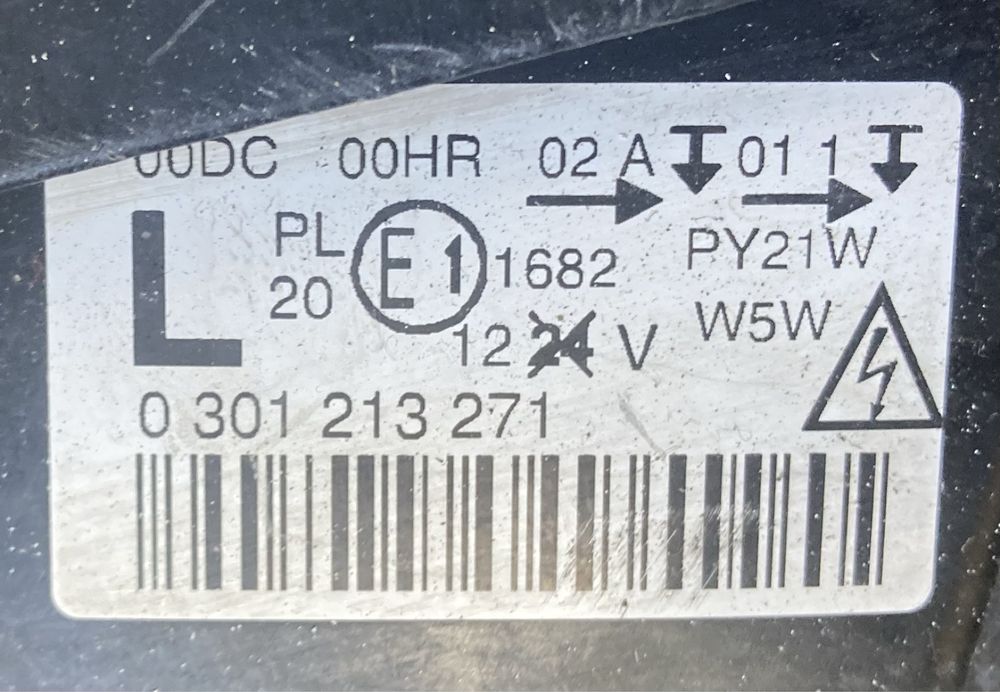 00DC 00HR 02 A 01 1
L PL E1 1682 PY21W
20
12 24 V W5W
0 301 213 271